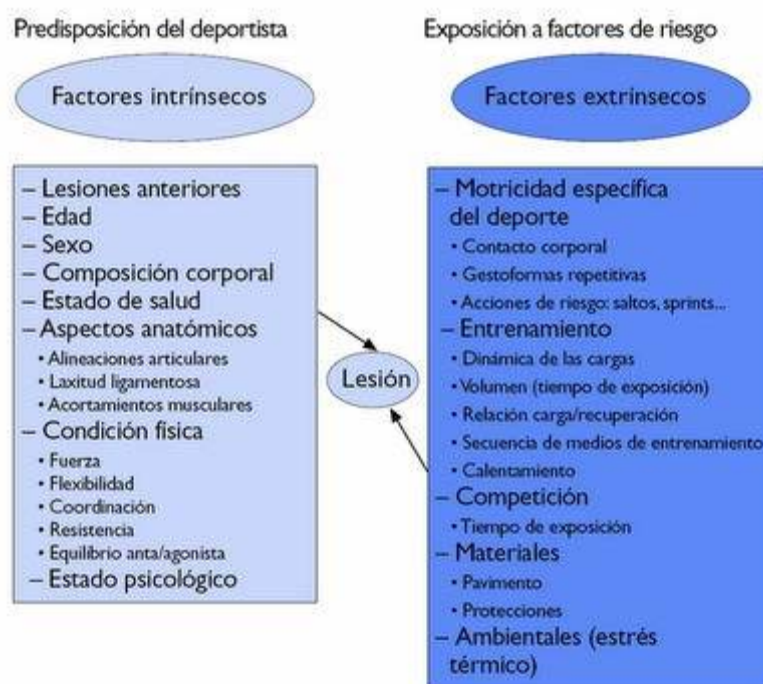 Predisposición del deportista
Factores intrínsecos
– Lesiones anteriores
– Edad
– Sexo
– Composición corporal
– Estado de salud
– Aspectos anatómicos
• Alineaciones articulares
• Laxitud ligamentosa
• Acortamientos musculares
– Condición física
• Fuerza
• Flexibilidad
• Coordinación
• Resistencia
• Equilibrio anta/agonista
– Estado psicológico
Lesión
Exposición a factores de riesgo
Factores extrínsecos
– Motricidad específica
del deporte
• Contacto corporal
• Gestoformas repetitivas
• Acciones de riesgo: saltos, sprints...
– Entrenamiento
• Dinámica de las cargas
• Volumen (tiempo de exposición)
• Relación carga/recuperación
• Secuencia de medios de entrenamiento
• Calentamiento
– Competición
• Tiempo de exposición
– Materiales
• Pavimento
• Protecciones
– Ambientales (estrés
térmico)